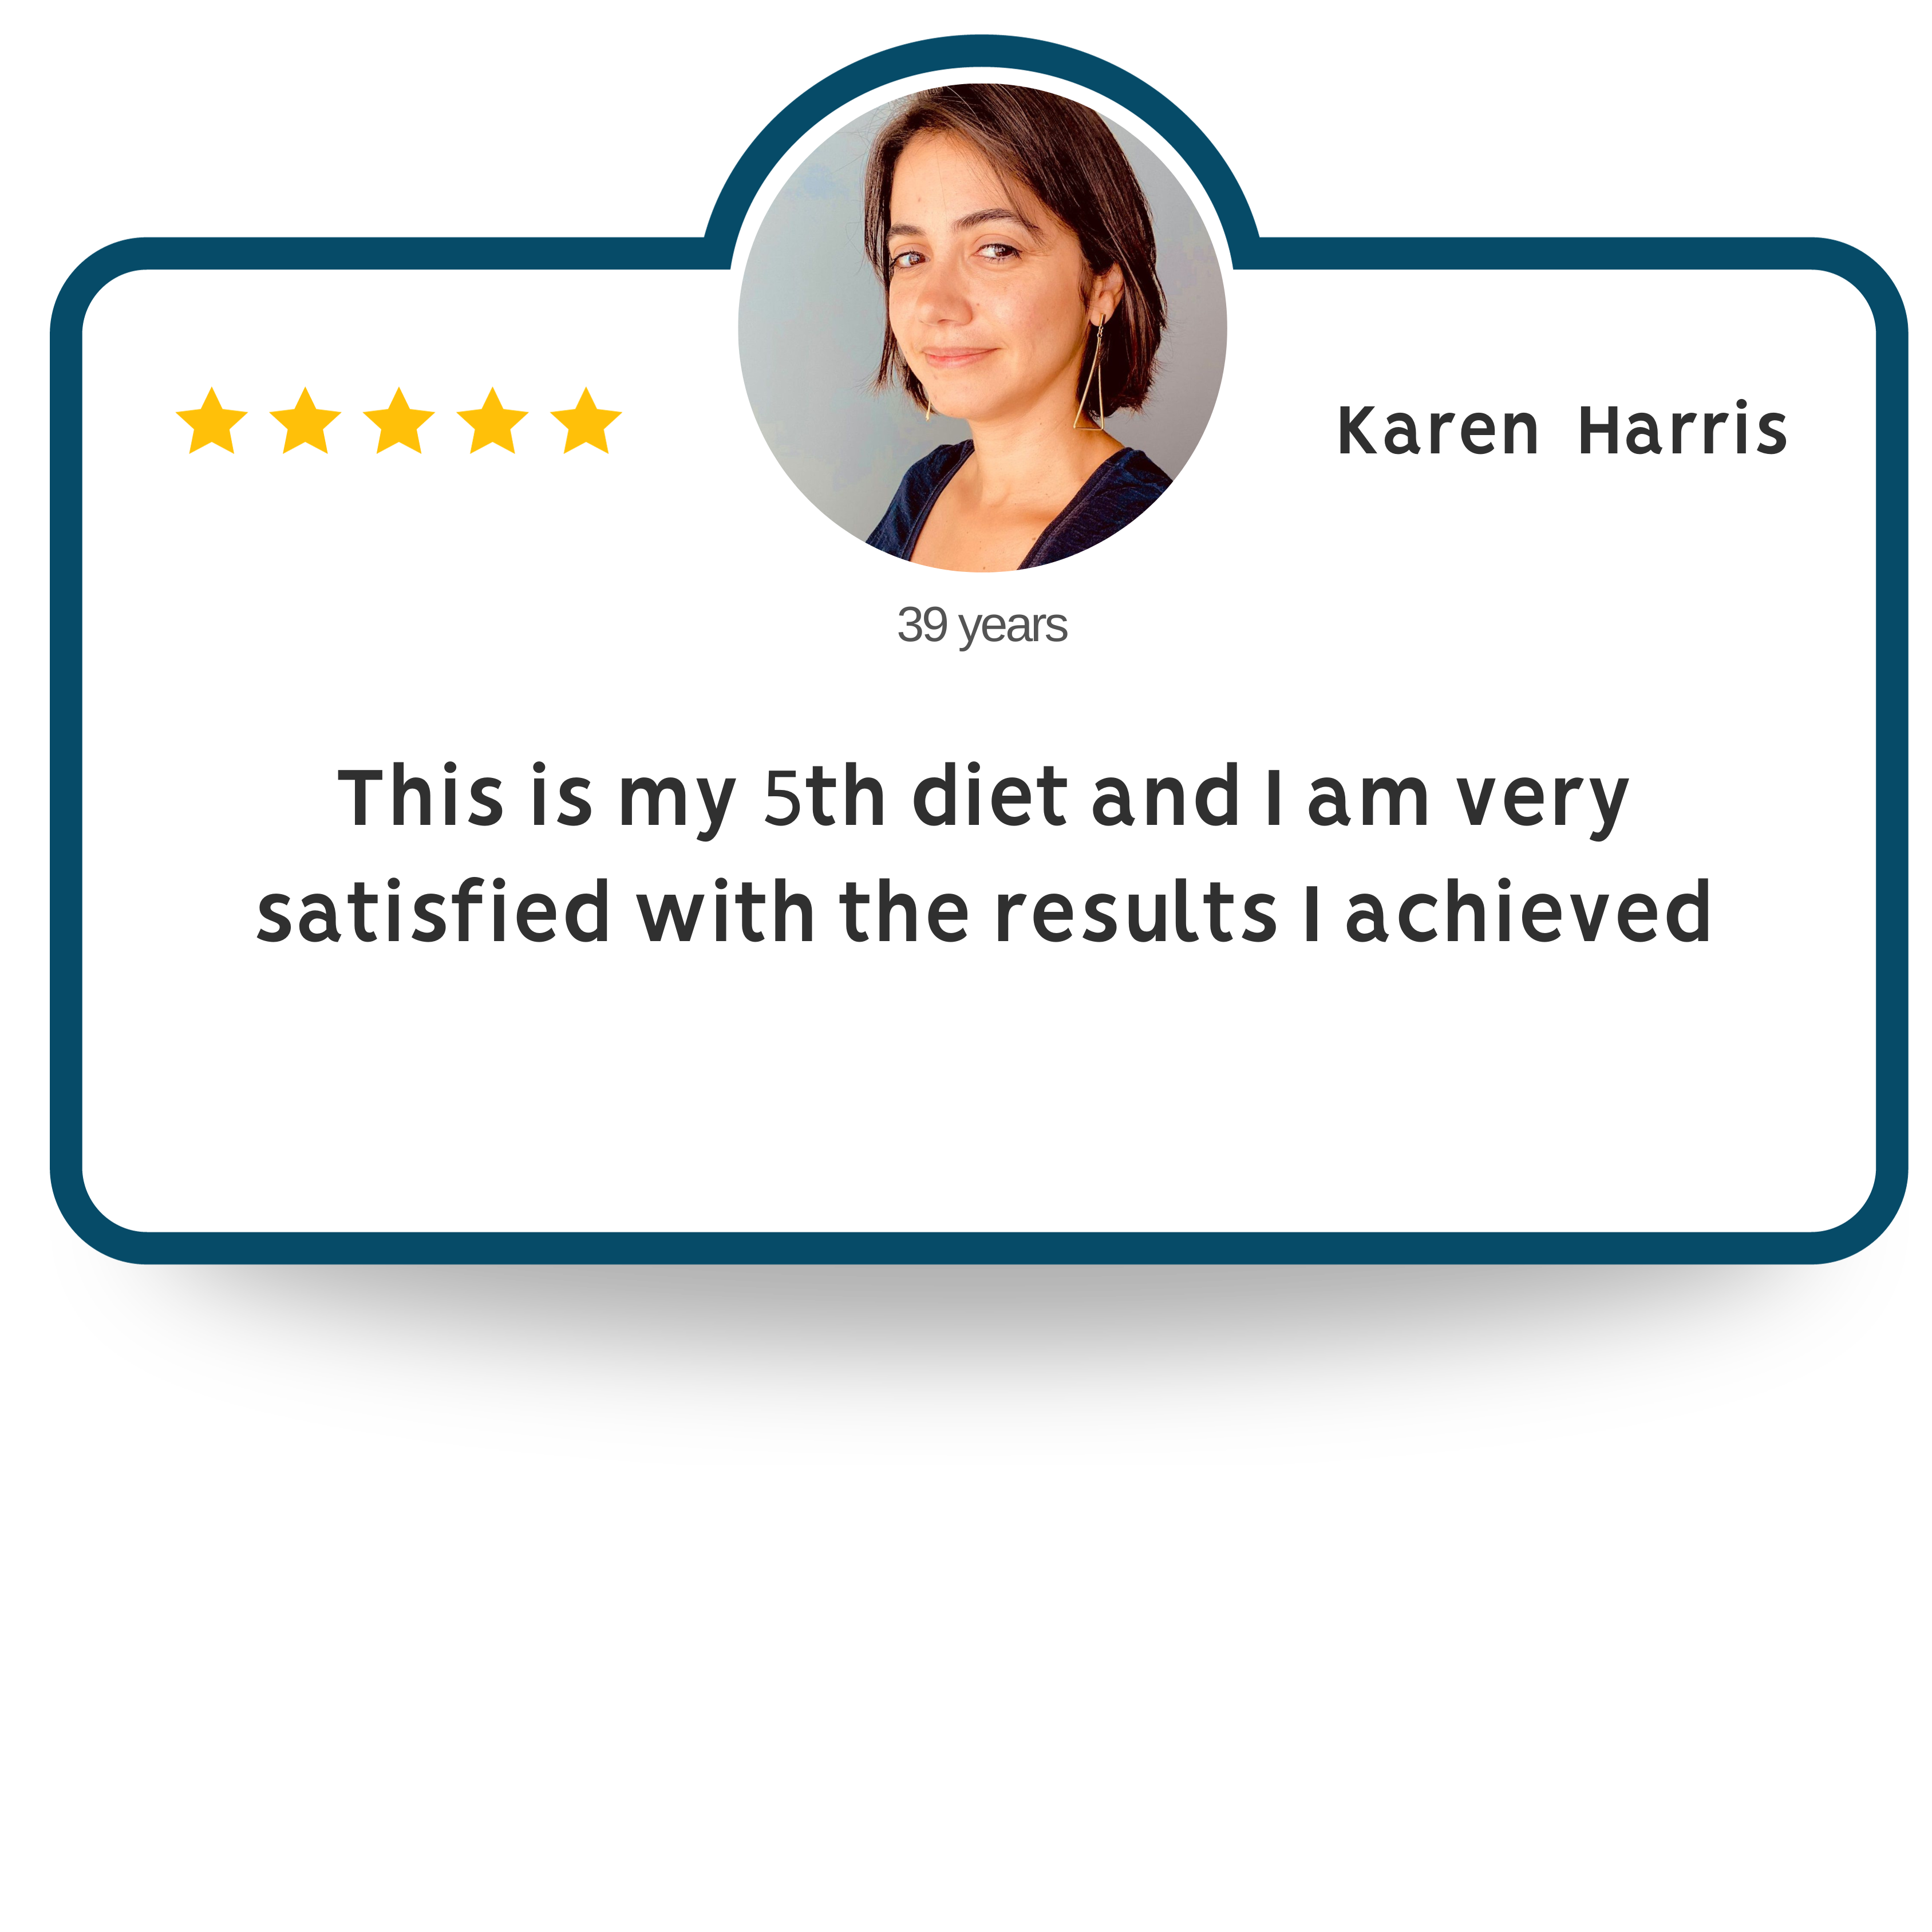 Karen Harris
39 years
This is my 5th diet and I am very
satisfied with the results I achieved